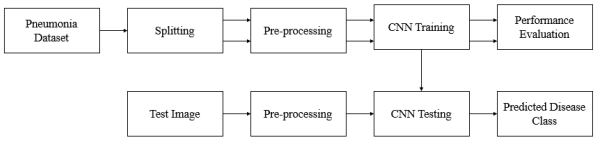 Pneumonia
Dataset
Splitting
Pre-processing
CNN Training
Performance
Evaluation
Test Image
Pre-processing
CNN Testing
Predicted Disease
Class